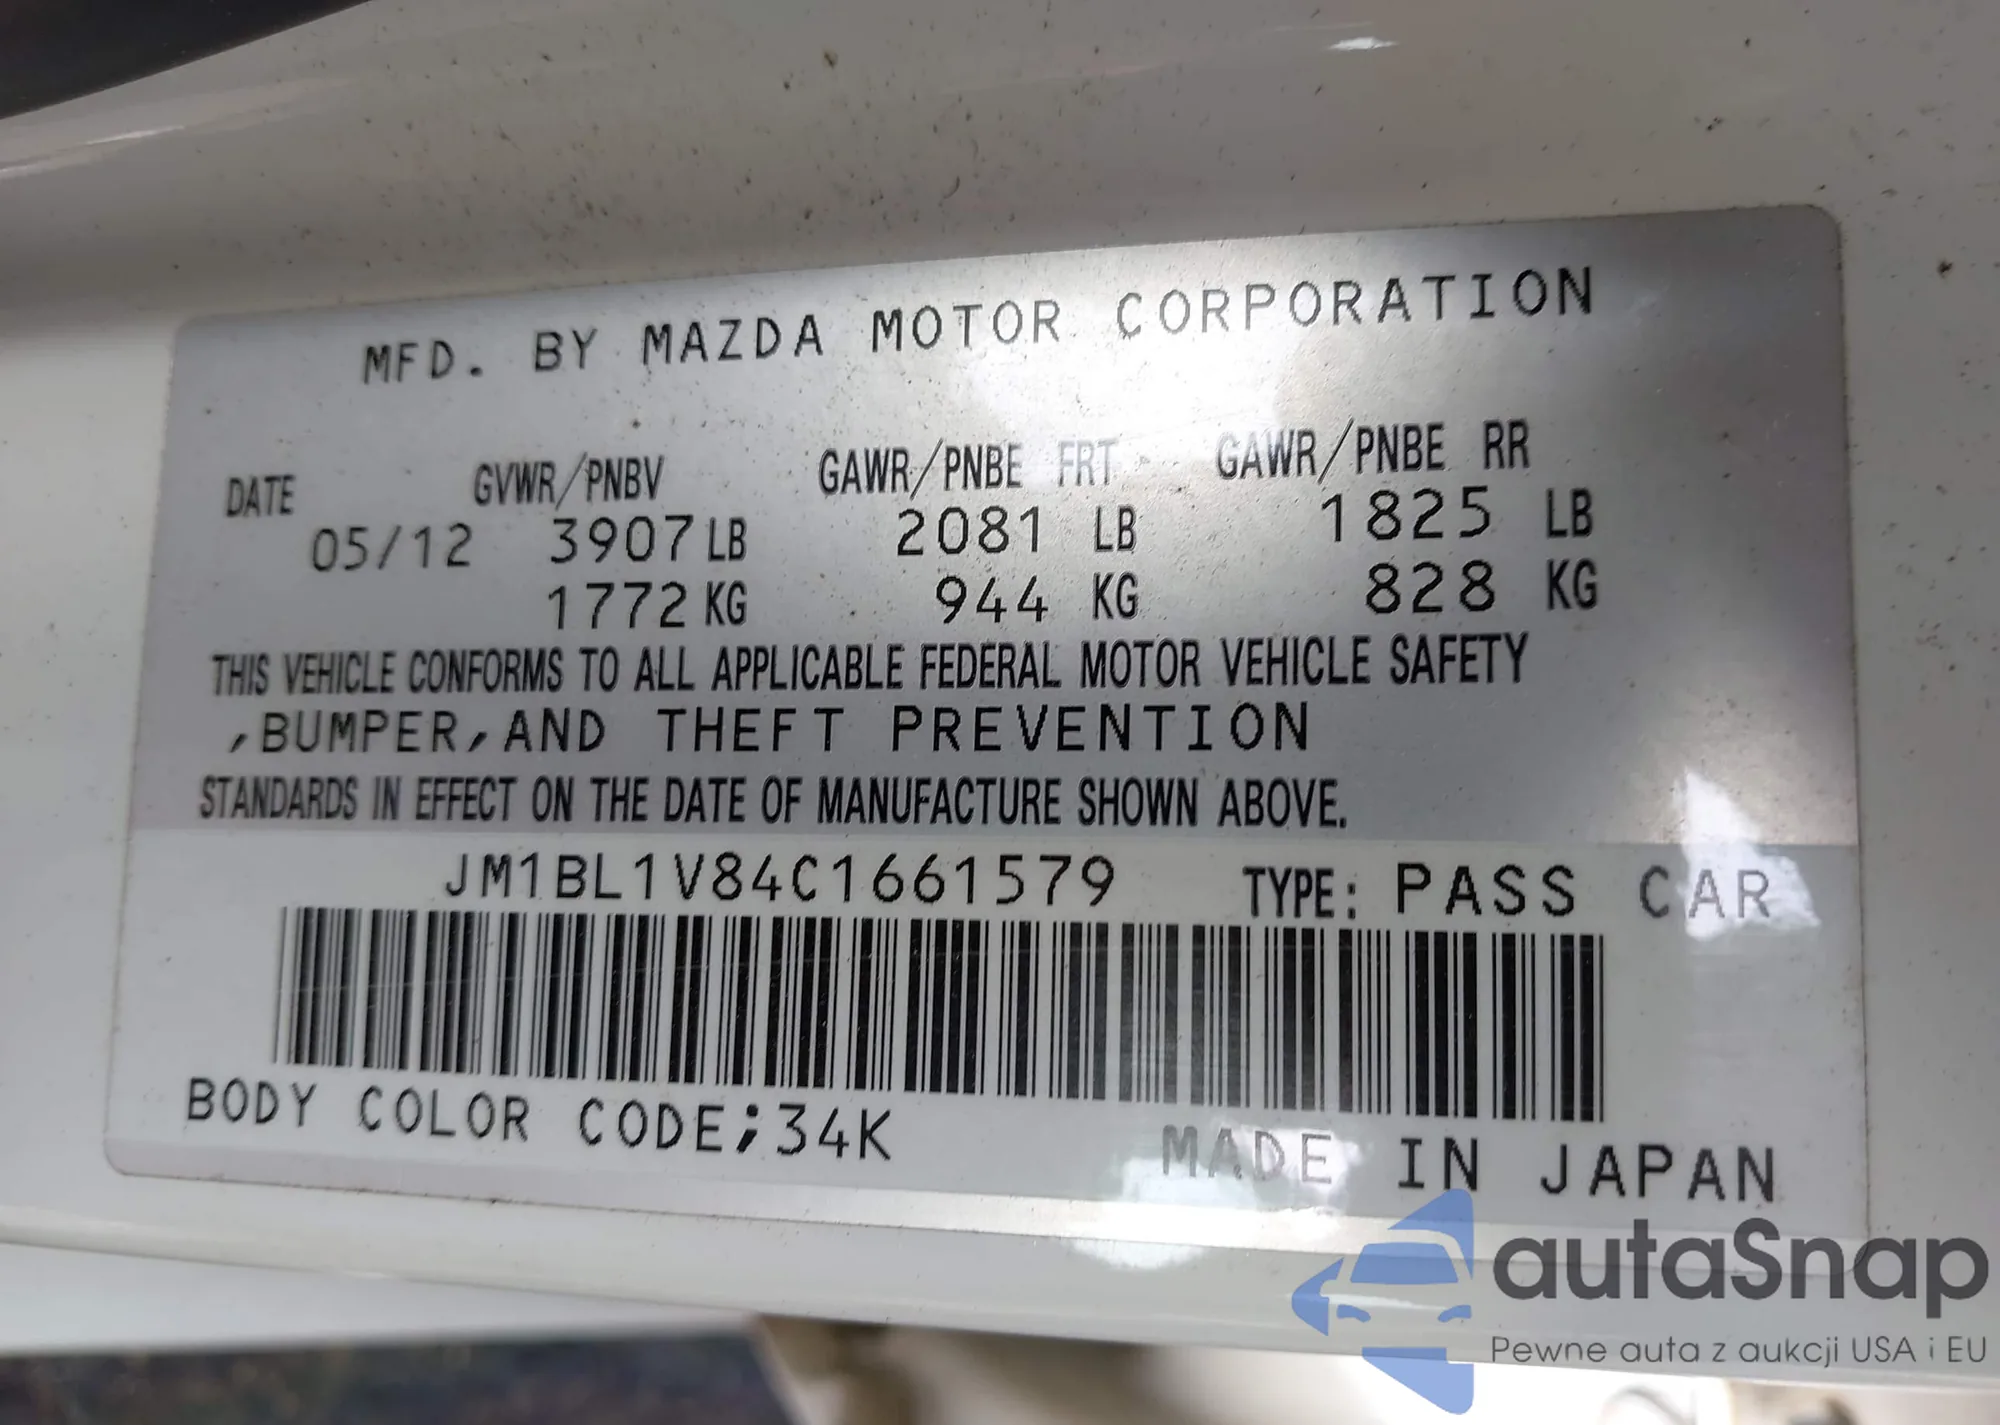 MFD. BY MAZDA MOTOR CORPORATION
DATE GVWR/PNBV GAWR/PNBE FRT GAWR/PNBE RR
05/12 3907 LB 2081 LB 1825 LB
1772 KG 944 KG 828 KG
THIS VEHICLE CONFORMS TO ALL APPLICABLE FEDERAL MOTOR VEHICLE SAFETY
,BUMPER,AND THEFT PREVENTION
STANDARDS IN EFFECT ON THE DATE OF MANUFACTURE SHOWN ABOVE.
JM1BL1V84C1661579 TYPE: PASS CAR
BODY COLOR CODE;34K MADE IN JAPAN
autaSnap
Pewne auta z aukcji USA i EU